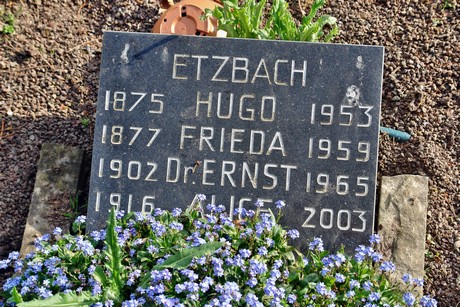 ETZBACH
1875 HUGO 1953
1877 FRIEDA 1959
1902 Dr. ERNST 1965
1916 2003